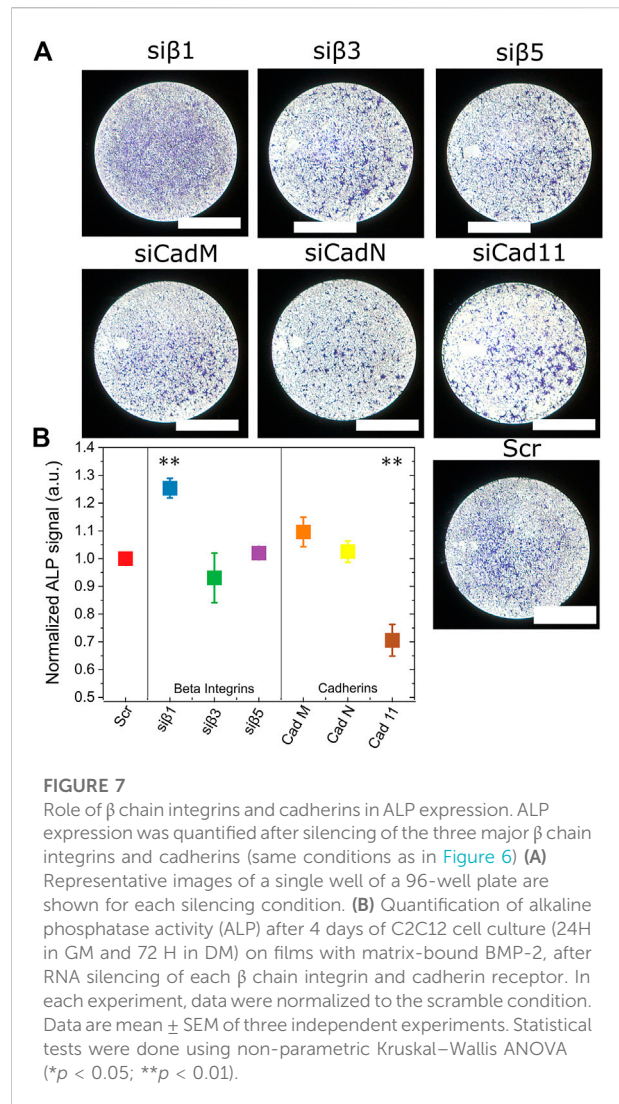 A
siβ1
siβ3
siβ5
siCadM
siCadN
siCad11
Scr
B
Normalized ALP signal (a.u.)
1.4
1.3
1.2
1.1
1.0
0.9
0.8
0.7
0.6
0.5
**
**
Beta Integrins
Cadherins
Scr
siβ1
siβ3
siβ5
Cad M
Cad N
Cad 11
FIGURE 7
Role of β chain integrins and cadherins in ALP expression. ALP
expression was quantified after silencing of the three major β chain
integrins and cadherins (same conditions as in Figure 6) (A)
Representative images of a single well of a 96-well plate are
shown for each silencing condition. (B) Quantification of alkaline
phosphatase activity (ALP) after 4 days of C2C12 cell culture (24H
in GM and 72 H in DM) on films with matrix-bound BMP-2, after
RNA silencing of each β chain integrin and cadherin receptor. In
each experiment, data were normalized to the scramble condition.
Data are mean ± SEM of three independent experiments. Statistical
tests were done using non-parametric Kruskal–Wallis ANOVA
(*p < 0.05; **p < 0.01).